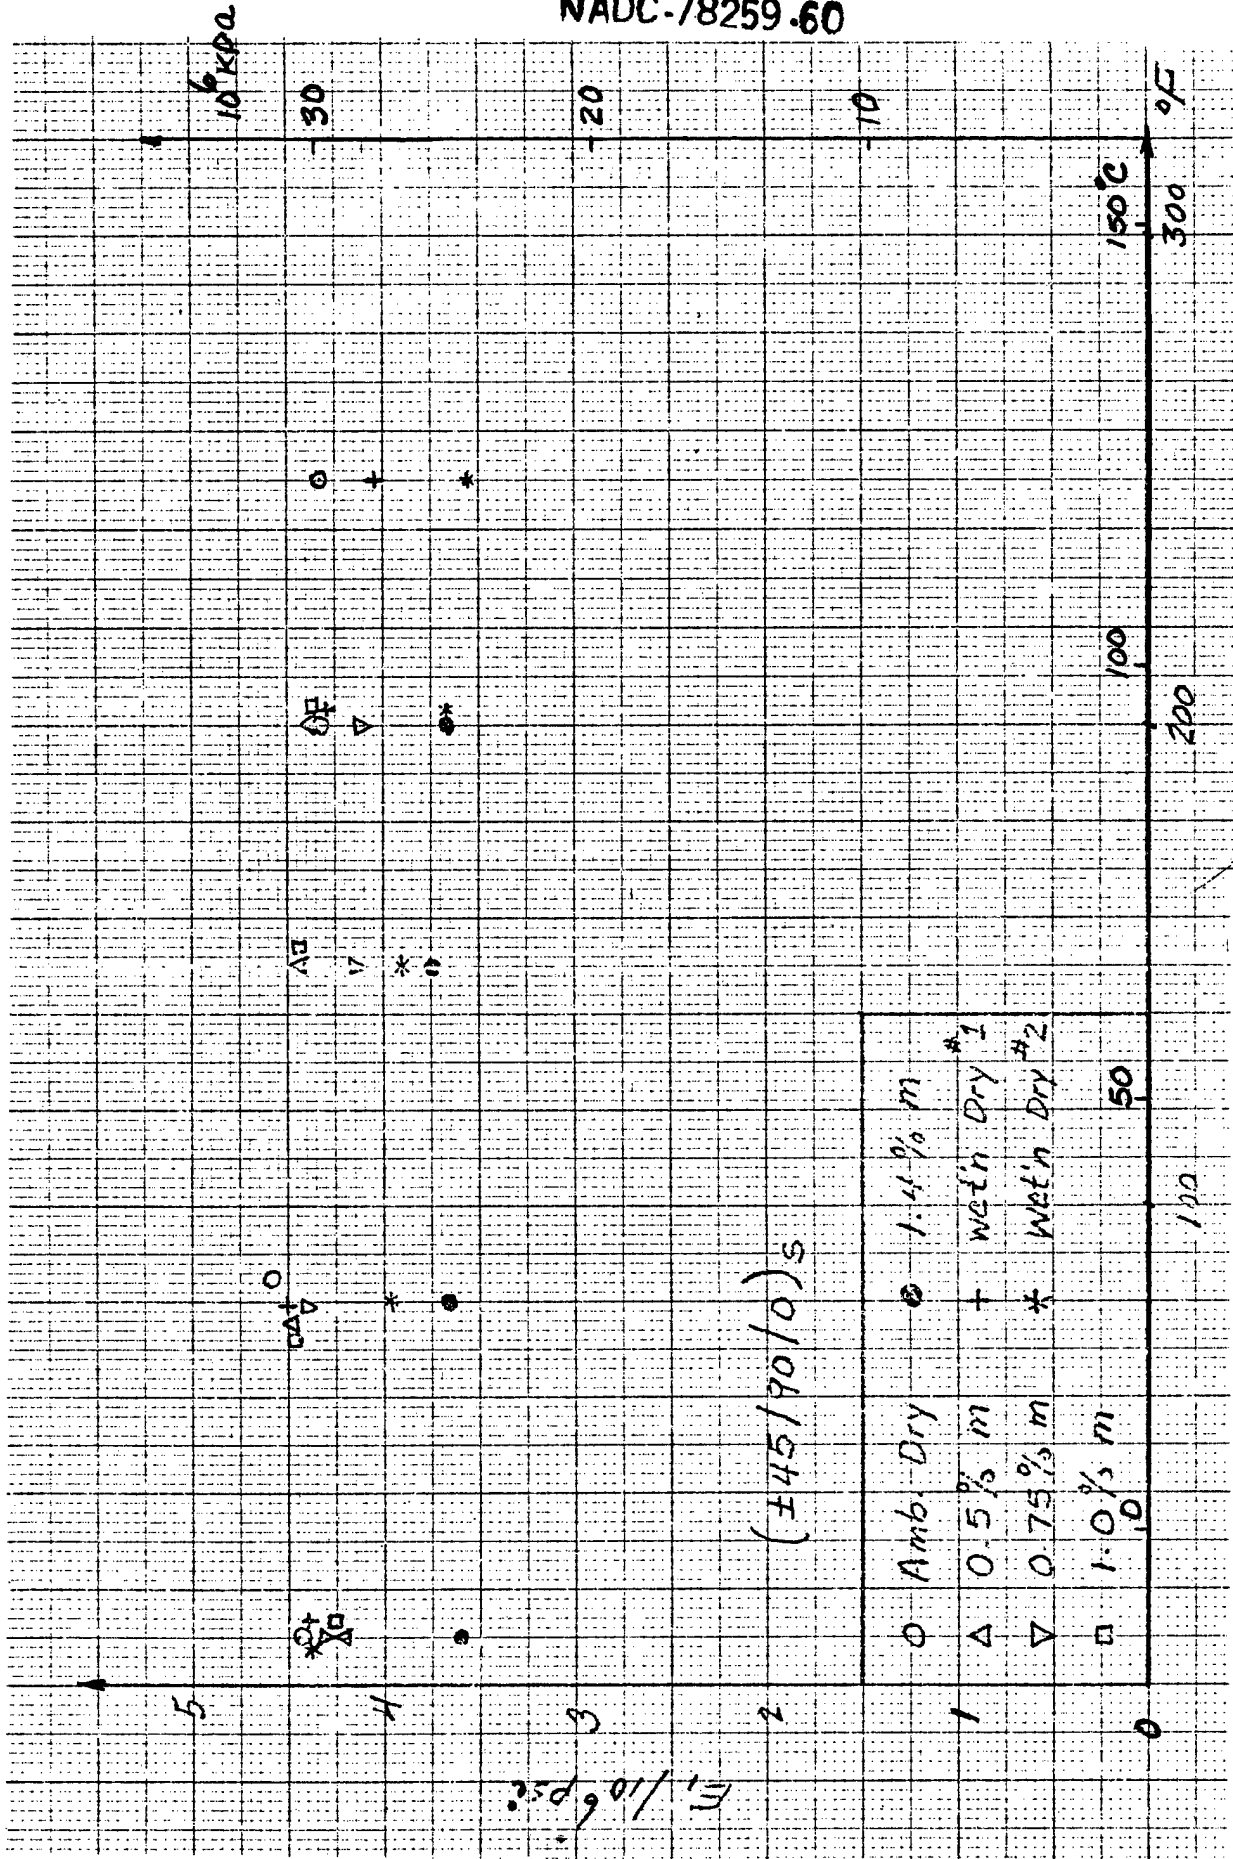 NADC-78259-60
E₁/10⁶ psi
5
4
3
2
1
0
10⁶ KPa
30
20
10
(±45/90/0)s
○ Amb. Dry
△ 0.5% m
▽ 0.75% m
□ 1.0% m
● 1.4% m
+ Wet'n Dry #1
* Wet'n Dry #2
0
50
100
150°C
100
200
300
°F